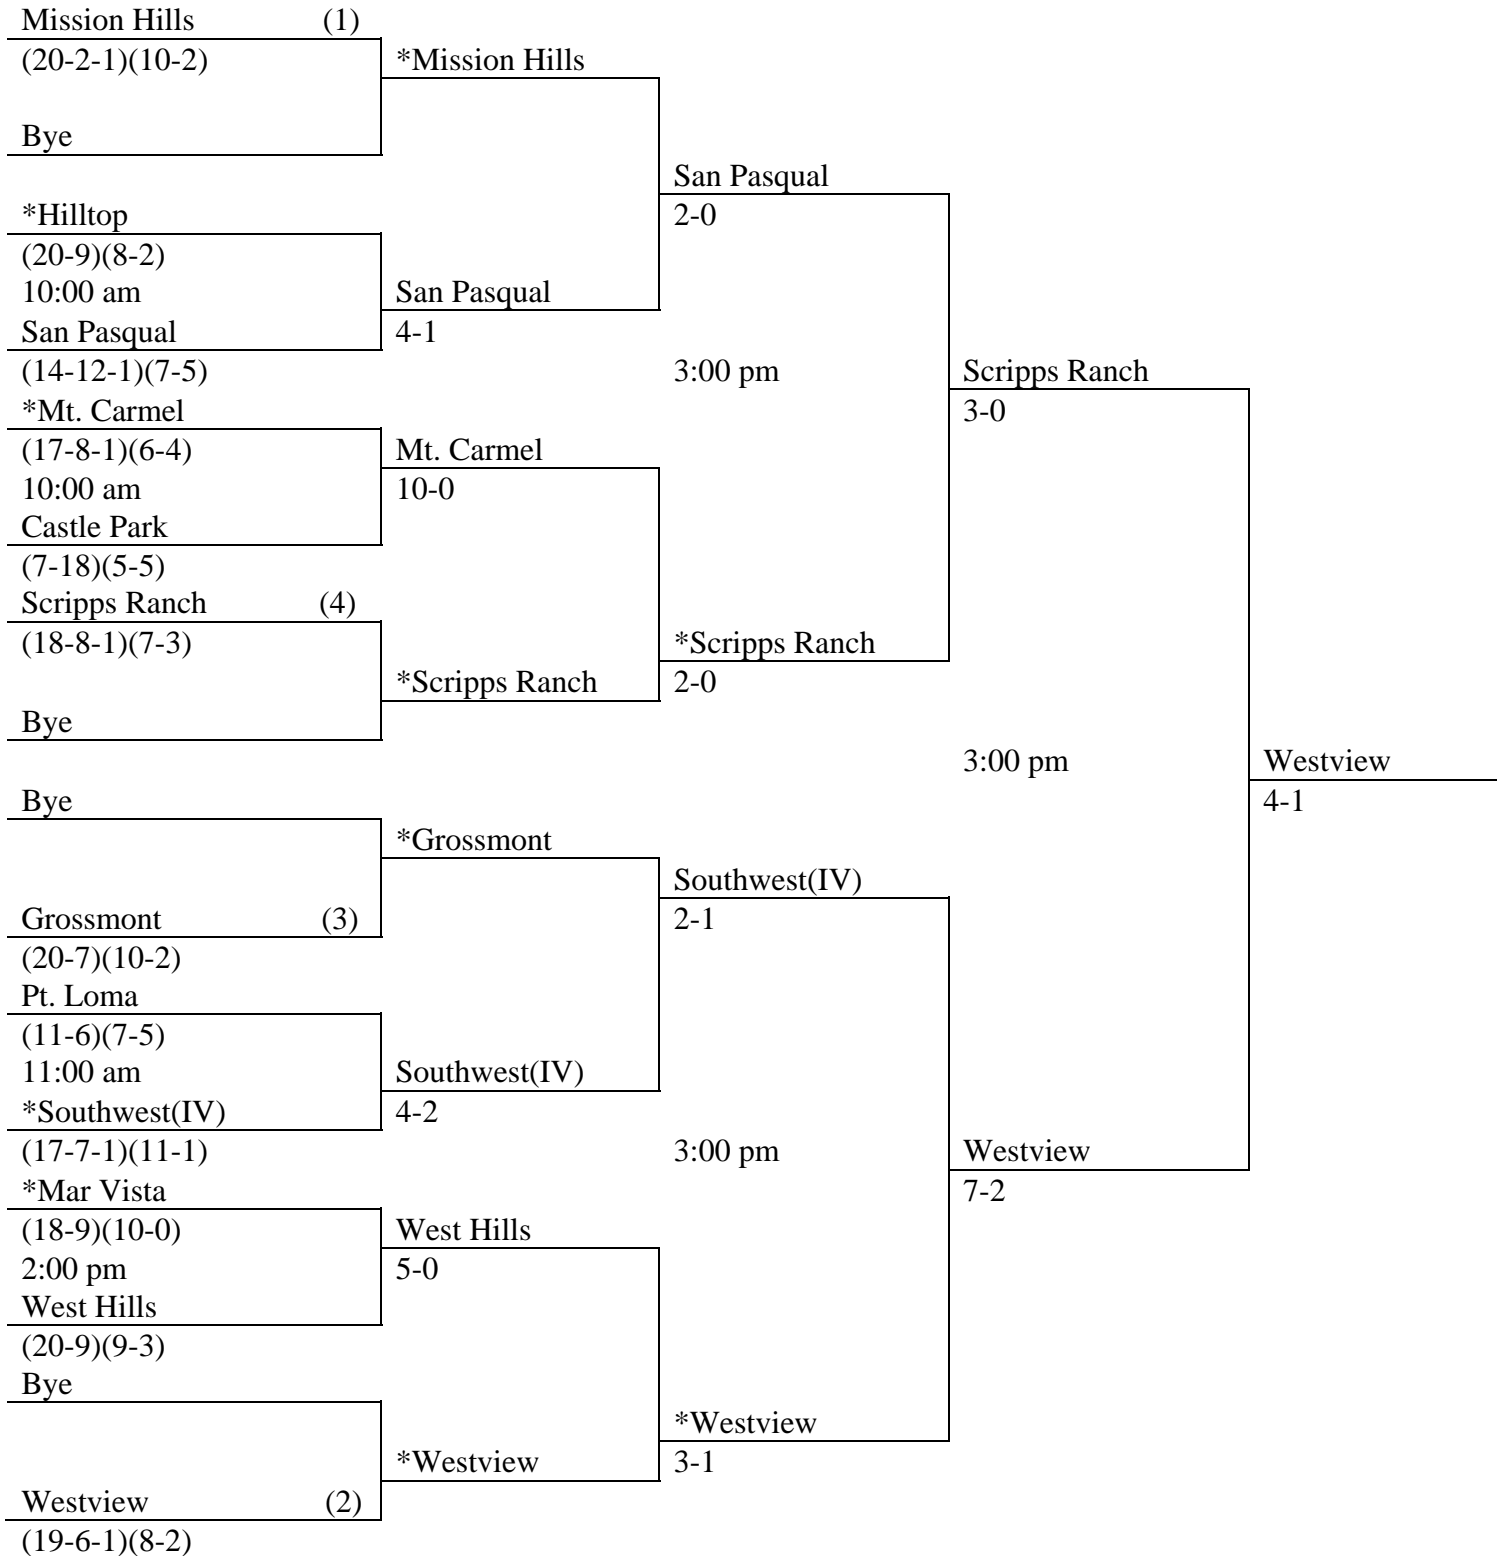 Mission Hills (1)
(20-2-1)(10-2)
*Mission Hills
Bye
San Pasqual
*Hilltop
2-0
(20-9)(8-2)
10:00 am
San Pasqual
San Pasqual
4-1
(14-12-1)(7-5)
3:00 pm
Scripps Ranch
*Mt. Carmel
3-0
(17-8-1)(6-4)
Mt. Carmel
10:00 am
10-0
Castle Park
(7-18)(5-5)
Scripps Ranch (4)
(18-8-1)(7-3)
*Scripps Ranch
*Scripps Ranch
2-0
Bye
3:00 pm
Westview
Bye
4-1
*Grossmont
Southwest(IV)
Grossmont (3)
2-1
(20-7)(10-2)
Pt. Loma
(11-6)(7-5)
11:00 am
Southwest(IV)
*Southwest(IV)
4-2
(17-7-1)(11-1)
3:00 pm
Westview
*Mar Vista
7-2
(18-9)(10-0)
West Hills
2:00 pm
5-0
West Hills
(20-9)(9-3)
Bye
*Westview
*Westview
3-1
Westview (2)
(19-6-1)(8-2)